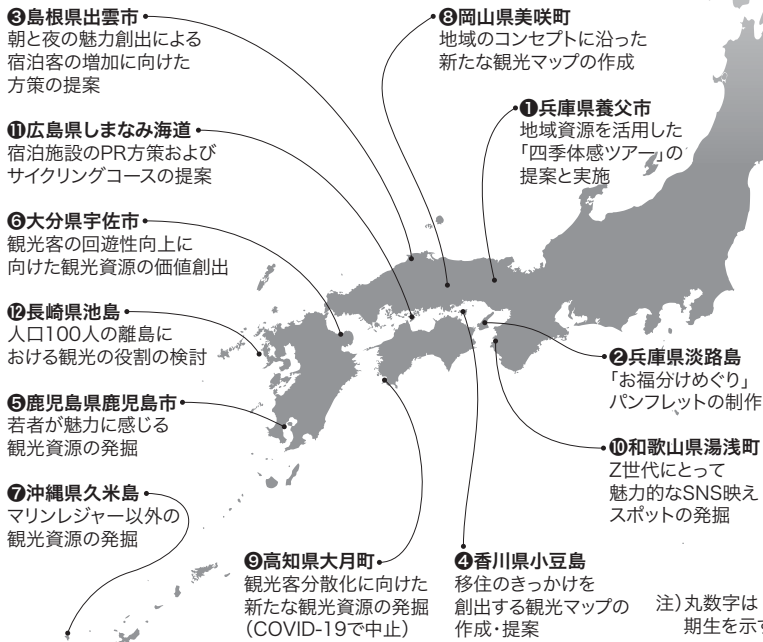 ❸島根県出雲市
朝と夜の魅力創出による
宿泊客の増加に向けた
方策の提案
⓫広島県しまなみ海道
宿泊施設のPR方策および
サイクリングコースの提案
❻大分県宇佐市
観光客の回遊性向上に
向けた観光資源の価値創出
⓬長崎県池島
人口100人の離島に
おける観光の役割の検討
❺鹿児島県鹿児島市
若者が魅力に感じる
観光資源の発掘
❼沖縄県久米島
マリンレジャー以外の
観光資源の発掘
❽岡山県美咲町
地域のコンセプトに沿った
新たな観光マップの作成
❶兵庫県養父市
地域資源を活用した
「四季体感ツアー」の
提案と実施
❷兵庫県淡路島
「お福分けめぐり」
パンフレットの制作
❿和歌山県湯浅町
Z世代にとって
魅力的なSNS映え
スポットの発掘
❾高知県大月町
観光客分散化に向けた
新たな観光資源の発掘
(COVID-19で中止)
❹香川県小豆島
移住のきっかけを
創出する観光マップの
作成・提案
注)丸数字は
期生を示す